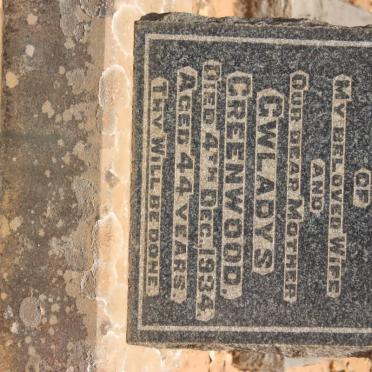 OF
MY BELOVED WIFE
AND
OUR DEAR MOTHER
GWLADYS
GREENWOOD
DIED 4TH DEC. 1934
AGED 44 YEARS
THY WILL BE DONE